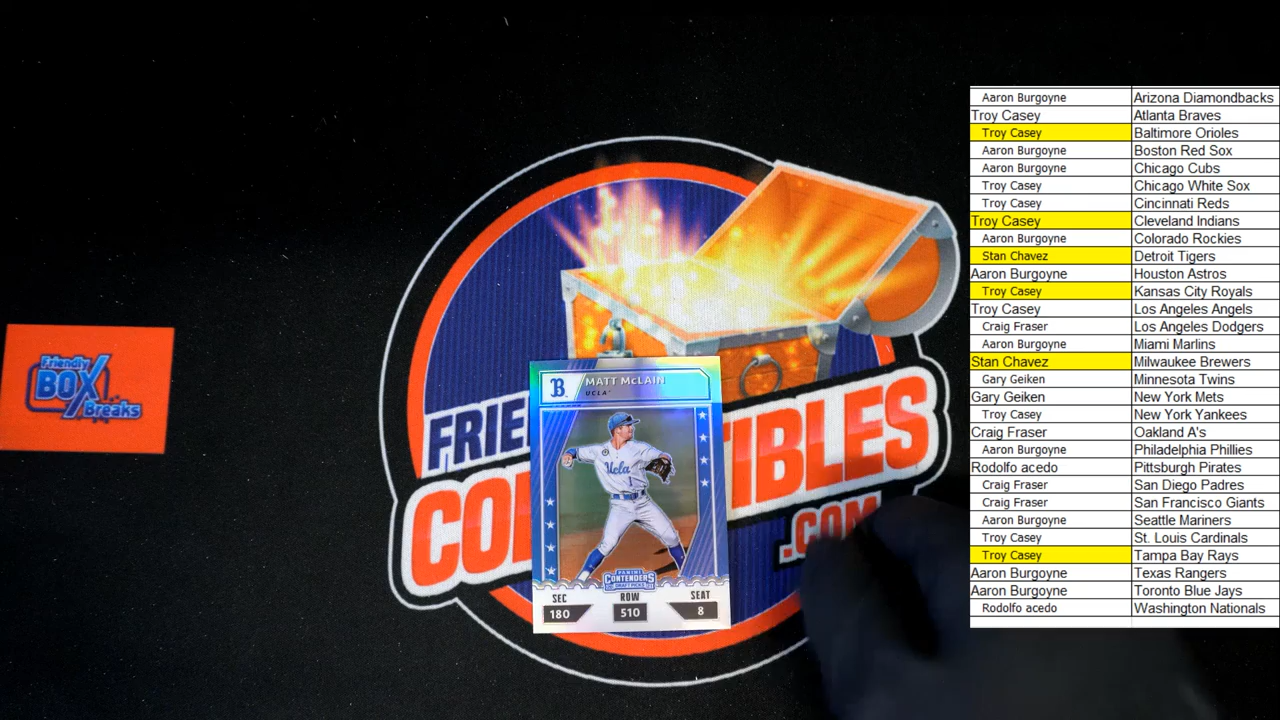 Friendly
BOX
Breaks
FRIE
COL TIBLES
.COM
B
MATT McLAIN
UCLA
Ucla
1
PANINI
CONTENDERS
DRAFT PICKS
SEC
ROW
SEAT
180
510
8
Aaron Burgoyne Arizona Diamondbacks
Troy Casey Atlanta Braves
Troy Casey Baltimore Orioles
Aaron Burgoyne Boston Red Sox
Aaron Burgoyne Chicago Cubs
Troy Casey Chicago White Sox
Troy Casey Cincinnati Reds
Troy Casey Cleveland Indians
Aaron Burgoyne Colorado Rockies
Stan Chavez Detroit Tigers
Aaron Burgoyne Houston Astros
Troy Casey Kansas City Royals
Troy Casey Los Angeles Angels
Craig Fraser Los Angeles Dodgers
Aaron Burgoyne Miami Marlins
Stan Chavez Milwaukee Brewers
Gary Geiken Minnesota Twins
Gary Geiken New York Mets
Troy Casey New York Yankees
Craig Fraser Oakland A's
Aaron Burgoyne Philadelphia Phillies
Rodolfo acedo Pittsburgh Pirates
Craig Fraser San Diego Padres
Craig Fraser San Francisco Giants
Aaron Burgoyne Seattle Mariners
Troy Casey St. Louis Cardinals
Troy Casey Tampa Bay Rays
Aaron Burgoyne Texas Rangers
Aaron Burgoyne Toronto Blue Jays
Rodolfo acedo Washington Nationals